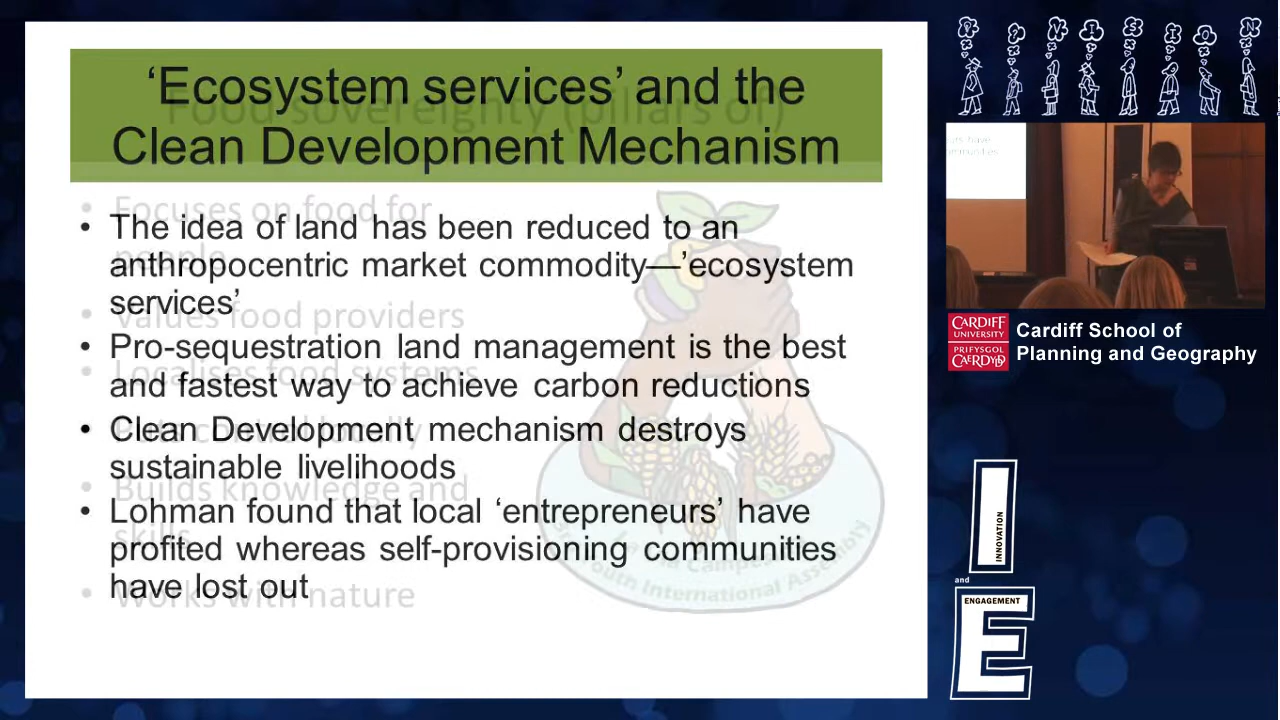 ‘Ecosystem services’ and the
Clean Development Mechanism
• The idea of land has been reduced to an
anthropocentric market commodity—’ecosystem
services’
• Pro-sequestration land management is the best
and fastest way to achieve carbon reductions
• Clean Development mechanism destroys
sustainable livelihoods
• Lohman found that local ‘entrepreneurs’ have
profited whereas self-provisioning communities
have lost out
Food sovereignty (pillars of)
• Focuses on food for
people
• Values food providers
• Localises food systems
• Builds knowledge and
skills
• Works with nature
Youth International Assembly
CARDIFF
UNIVERSITY
PRIFYSGOL
CAERDYDD
Cardiff School of
Planning and Geography
I
INNOVATION
and
ENGAGEMENT
E